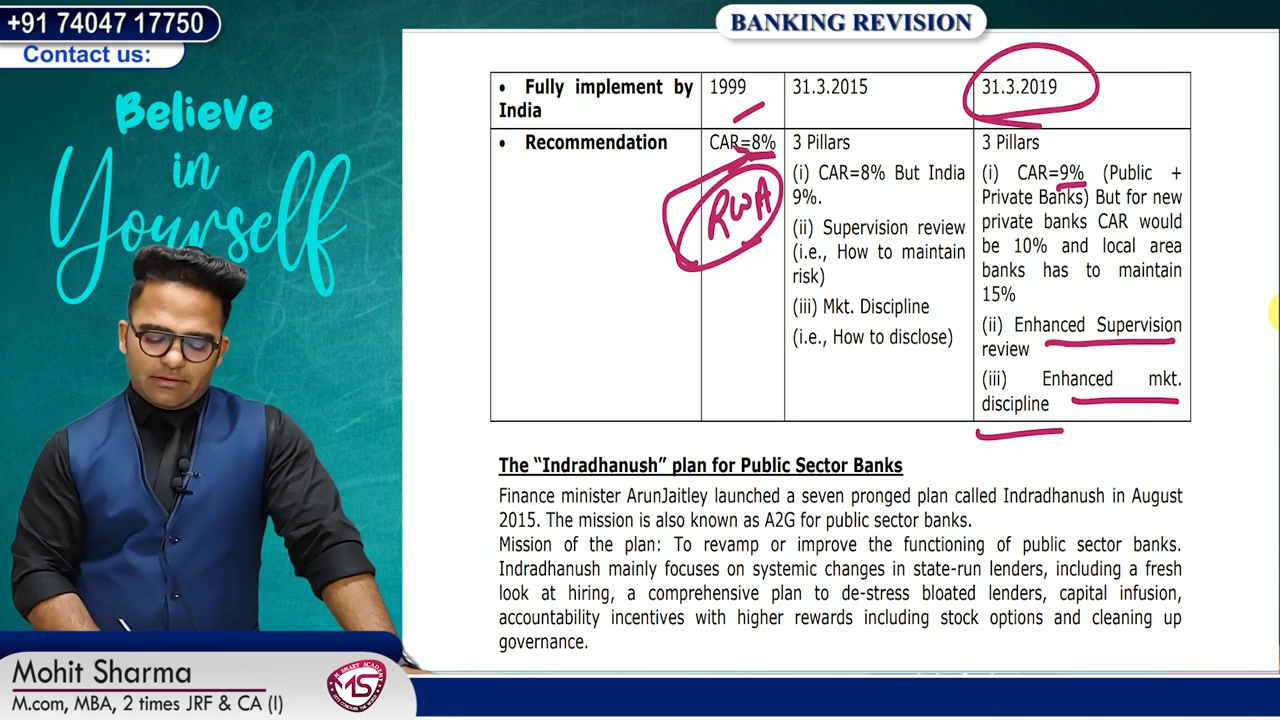 +91 74047 17750
Contact us:
BANKING REVISION
Believe
in
Yourself
• Fully implement by
India
1999
31.3.2015
31.3.2019
• Recommendation
CAR=8%
RWA
3 Pillars
(i) CAR=8% But India
9%.
(ii) Supervision review
(i.e., How to maintain
risk)
(iii) Mkt. Discipline
(i.e., How to disclose)
3 Pillars
(i) CAR=9% (Public +
Private Banks) But for new
private banks CAR would
be 10% and local area
banks has to maintain
15%
(ii) Enhanced Supervision
review
(iii) Enhanced mkt.
discipline
The “Indradhanush” plan for Public Sector Banks
Finance minister ArunJaitley launched a seven pronged plan called Indradhanush in August
2015. The mission is also known as A2G for public sector banks.
Mission of the plan: To revamp or improve the functioning of public sector banks.
Indradhanush mainly focuses on systemic changes in state-run lenders, including a fresh
look at hiring, a comprehensive plan to de-stress bloated lenders, capital infusion,
accountability incentives with higher rewards including stock options and cleaning up
governance.
Mohit Sharma
M.com, MBA, 2 times JRF & CA (I)
MS